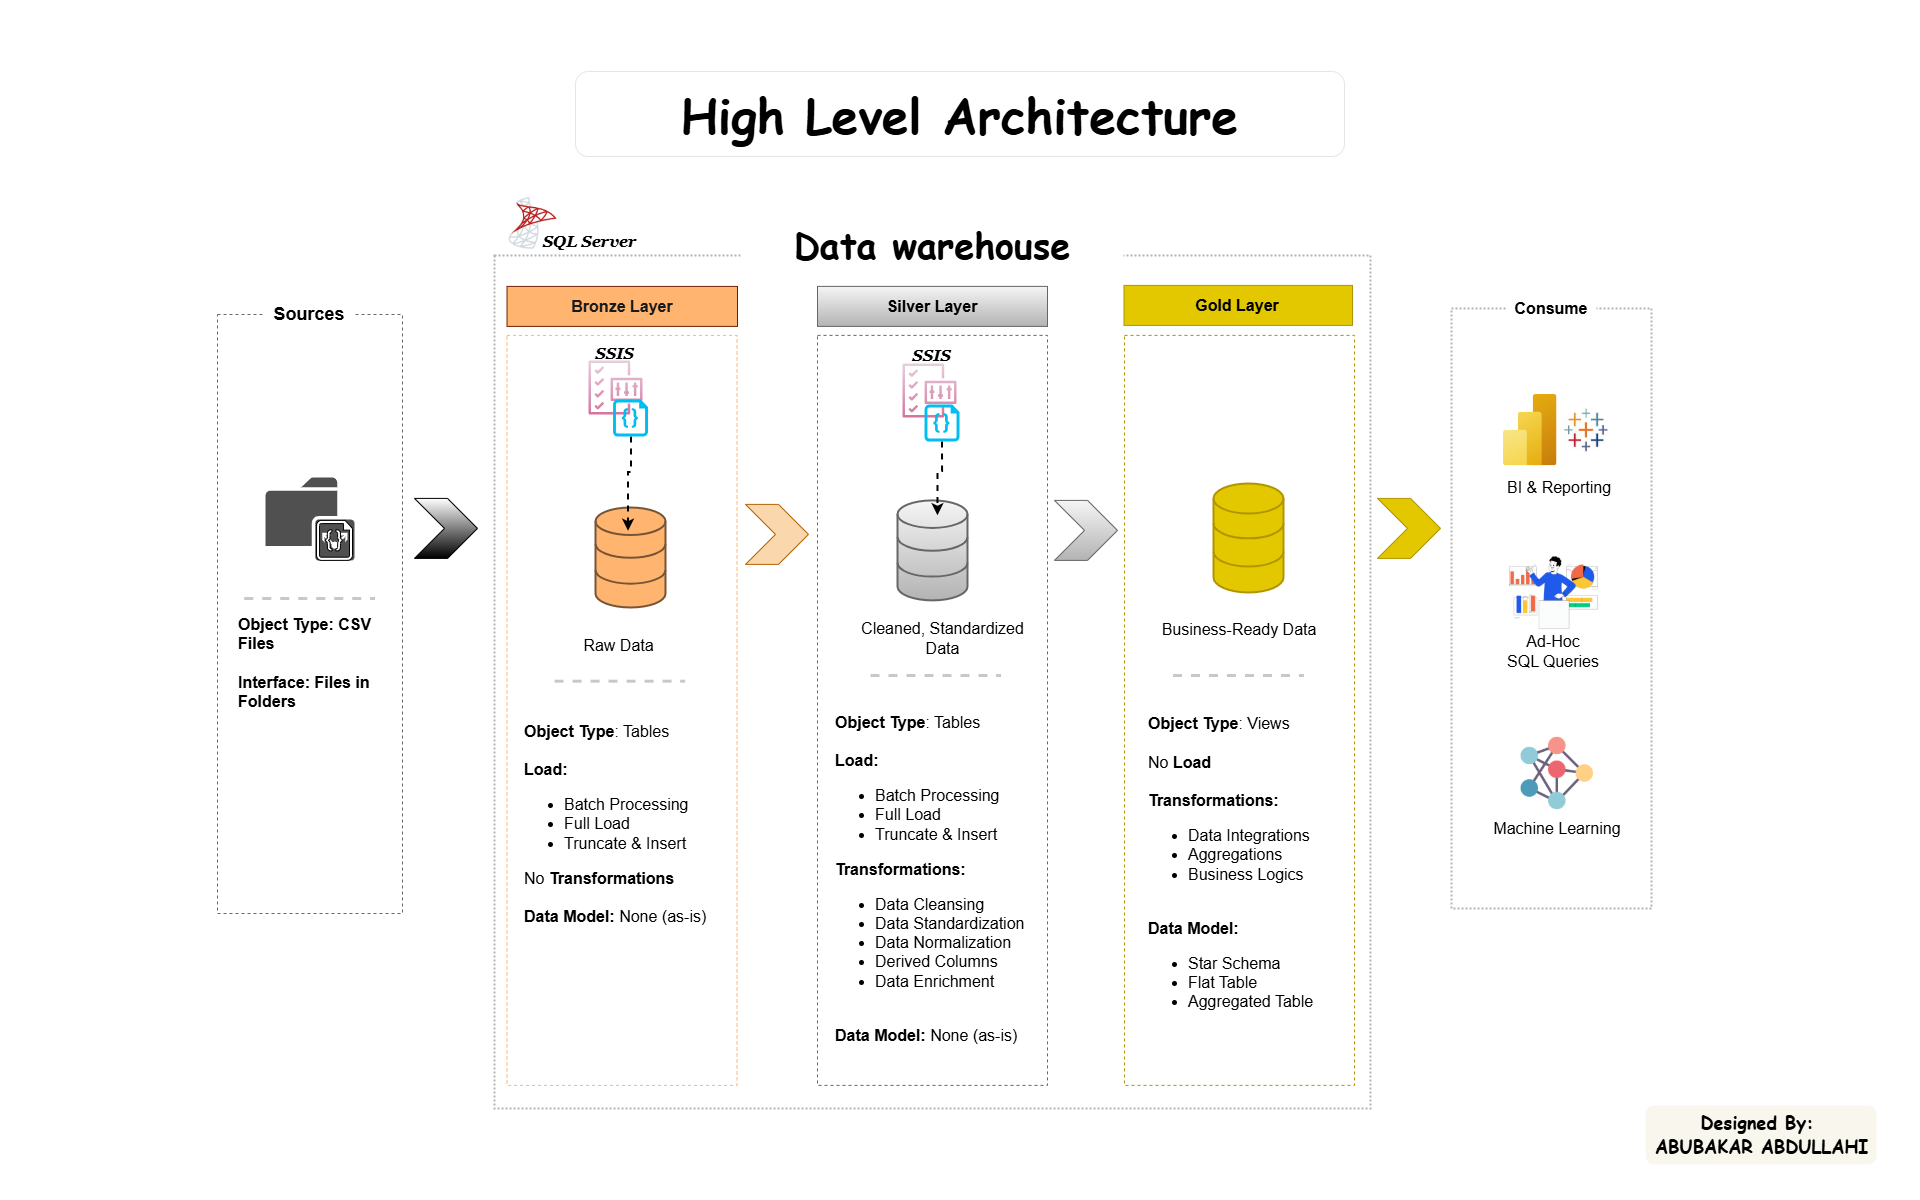 High Level Architecture
SQL Server
Data warehouse
Sources
Object Type: CSV
Files
Interface: Files in
Folders
Bronze Layer
SSIS
Raw Data
Object Type: Tables
Load:
• Batch Processing
• Full Load
• Truncate & Insert
No Transformations
Data Model: None (as-is)
Silver Layer
SSIS
Cleaned, Standardized
Data
Object Type: Tables
Load:
• Batch Processing
• Full Load
• Truncate & Insert
Transformations:
• Data Cleansing
• Data Standardization
• Data Normalization
• Derived Columns
• Data Enrichment
Data Model: None (as-is)
Gold Layer
Business-Ready Data
Object Type: Views
No Load
Transformations:
• Data Integrations
• Aggregations
• Business Logics
Data Model:
• Star Schema
• Flat Table
• Aggregated Table
Consume
BI & Reporting
Ad-Hoc
SQL Queries
Machine Learning
Designed By:
ABUBAKAR ABDULLAHI